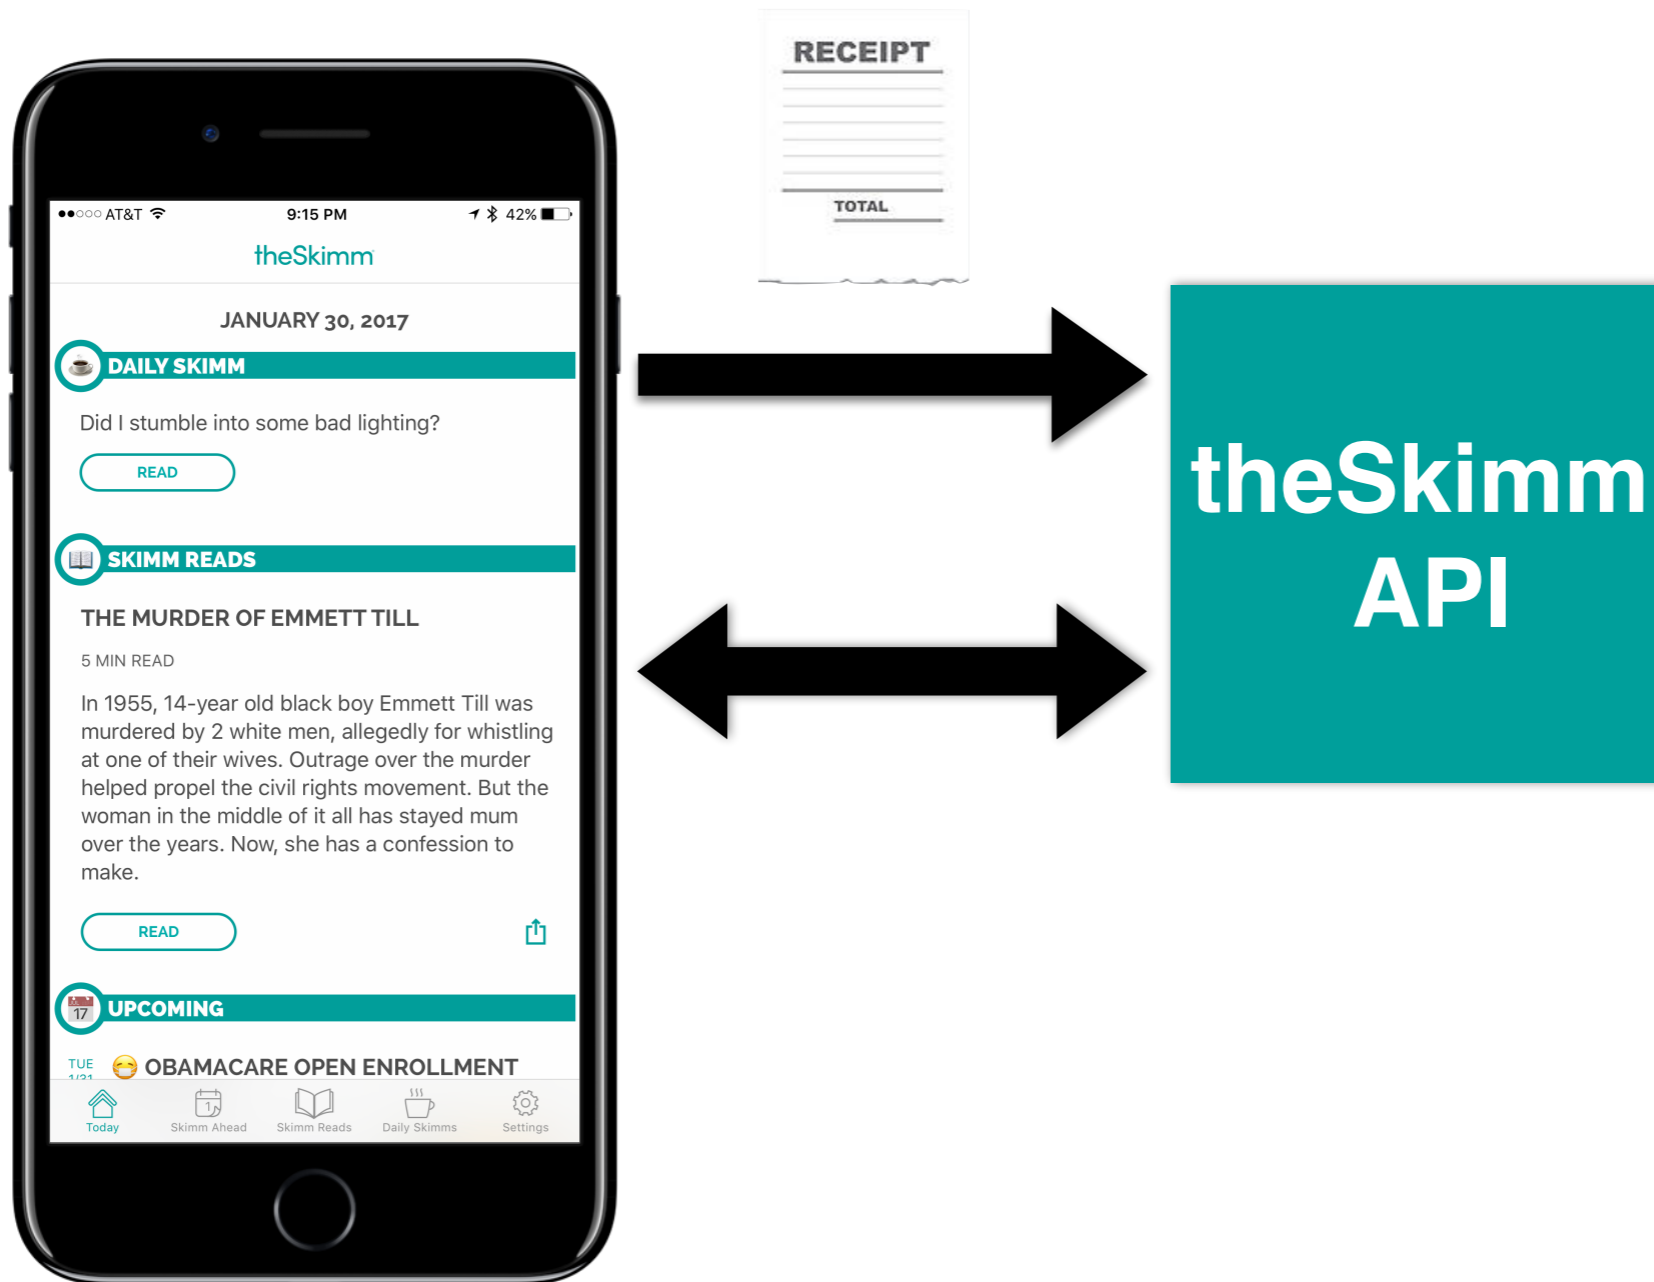 RECEIPT
TOTAL
AT&T 9:15 PM 42%
theSkimm
JANUARY 30, 2017
DAILY SKIMM
Did I stumble into some bad lighting?
READ
SKIMM READS
THE MURDER OF EMMETT TILL
5 MIN READ
In 1955, 14-year old black boy Emmett Till was
murdered by 2 white men, allegedly for whistling
at one of their wives. Outrage over the murder
helped propel the civil rights movement. But the
woman in the middle of it all has stayed mum
over the years. Now, she has a confession to
make.
READ
17 UPCOMING
TUE 😷 OBAMACARE OPEN ENROLLMENT
1/31
1
Today Skimm Ahead Skimm Reads Daily Skimms Settings
theSkimm
API